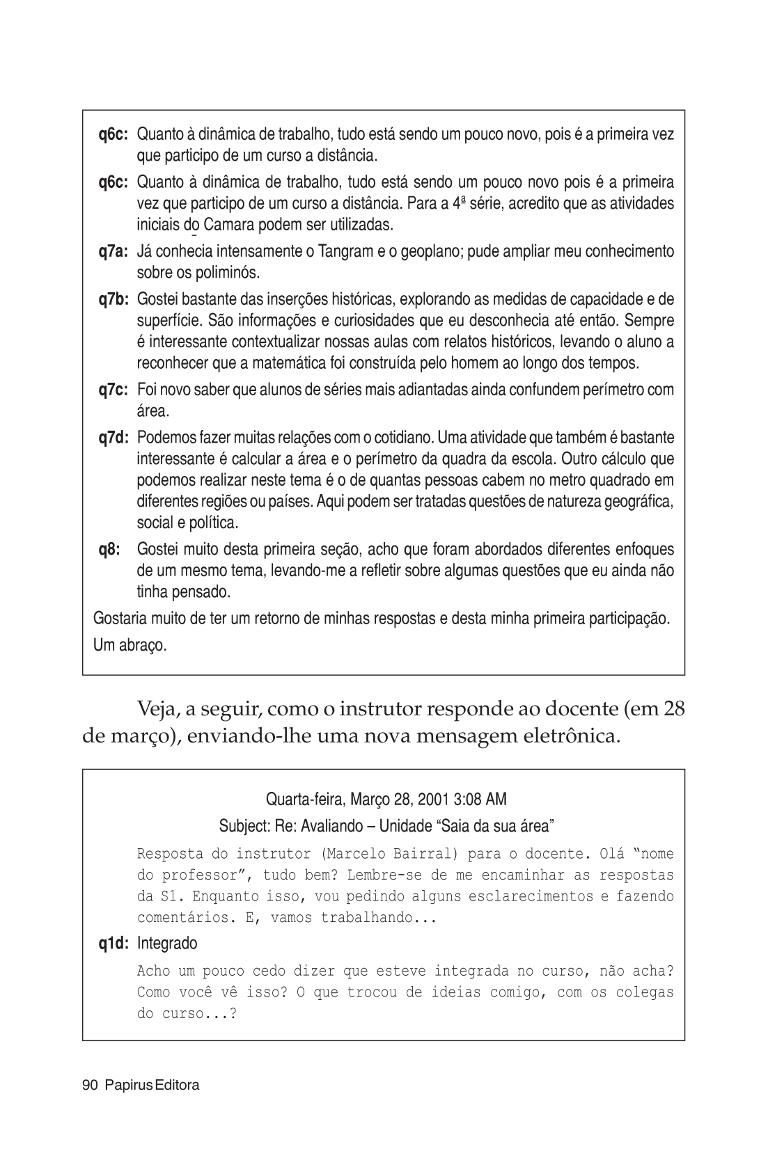 q6c: Quanto à dinâmica de trabalho, tudo está sendo um pouco novo, pois é a primeira vez
que participo de um curso a distância.
q6c: Quanto à dinâmica de trabalho, tudo está sendo um pouco novo pois é a primeira
vez que participo de um curso a distância. Para a 4ª série, acredito que as atividades
iniciais do Camara podem ser utilizadas.
q7a: Já conhecia intensamente o Tangram e o geoplano; pude ampliar meu conhecimento
sobre os poliminós.
q7b: Gostei bastante das inserções históricas, explorando as medidas de capacidade e de
superfície. São informações e curiosidades que eu desconhecia até então. Sempre
é interessante contextualizar nossas aulas com relatos históricos, levando o aluno a
reconhecer que a matemática foi construída pelo homem ao longo dos tempos.
q7c: Foi novo saber que alunos de séries mais adiantadas ainda confundem perímetro com
área.
q7d: Podemos fazer muitas relações com o cotidiano. Uma atividade que também é bastante
interessante é calcular a área e o perímetro da quadra da escola. Outro cálculo que
podemos realizar neste tema é o de quantas pessoas cabem no metro quadrado em
diferentes regiões ou países. Aqui podem ser tratadas questões de natureza geográfica,
social e política.
q8: Gostei muito desta primeira seção, acho que foram abordados diferentes enfoques
de um mesmo tema, levando-me a refletir sobre algumas questões que eu ainda não
tinha pensado.
Gostaria muito de ter um retorno de minhas respostas e desta minha primeira participação.
Um abraço.
Veja, a seguir, como o instrutor responde ao docente (em 28
de março), enviando-lhe uma nova mensagem eletrônica.
Quarta-feira, Março 28, 2001 3:08 AM
Subject: Re: Avaliando – Unidade “Saia da sua área”
Resposta do instrutor (Marcelo Bairral) para o docente. Olá “nome
do professor”, tudo bem? Lembre-se de me encaminhar as respostas
da S1. Enquanto isso, vou pedindo alguns esclarecimentos e fazendo
comentários. E, vamos trabalhando...
q1d: Integrado
Acho um pouco cedo dizer que esteve integrada no curso, não acha?
Como você vê isso? O que trocou de ideias comigo, com os colegas
do curso...?
90 Papirus Editora